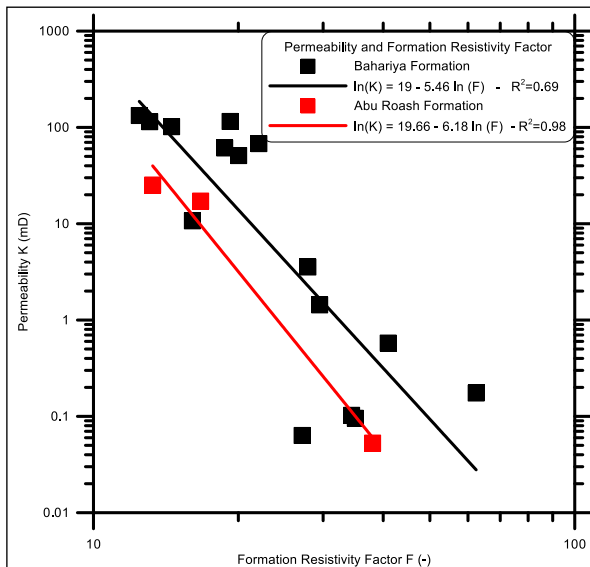 1000
100
10
1
0.1
0.01
Permeability K (mD)
Permeability and Formation Resistivity Factor
Bahariya Formation
ln(K) = 19 - 5.46 ln (F) - R²=0.69
Abu Roash Formation
ln(K) = 19.66 - 6.18 ln (F) - R²=0.98
10
100
Formation Resistivity Factor F (-)